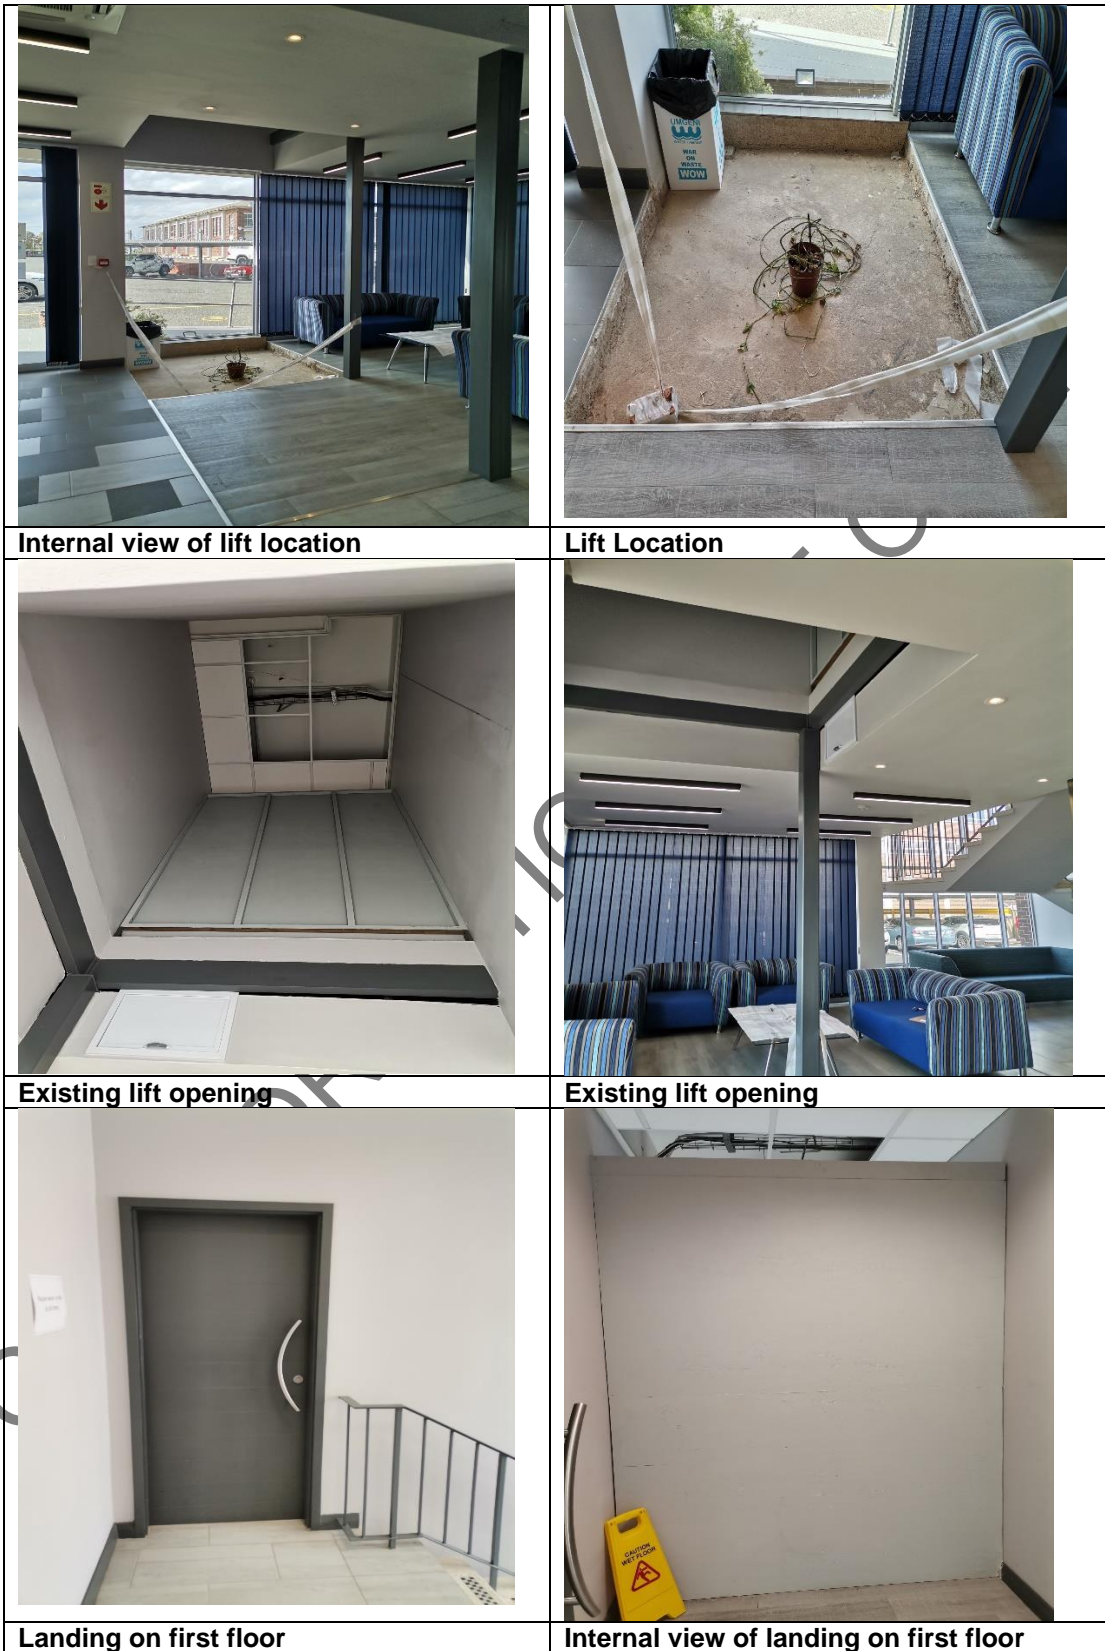 UMGENI
WAR
ON
WASTE
WOW
Internal view of lift location
Lift Location
Existing lift opening
Existing lift opening
CAUTION
WET FLOOR
Landing on first floor
Internal view of landing on first floor